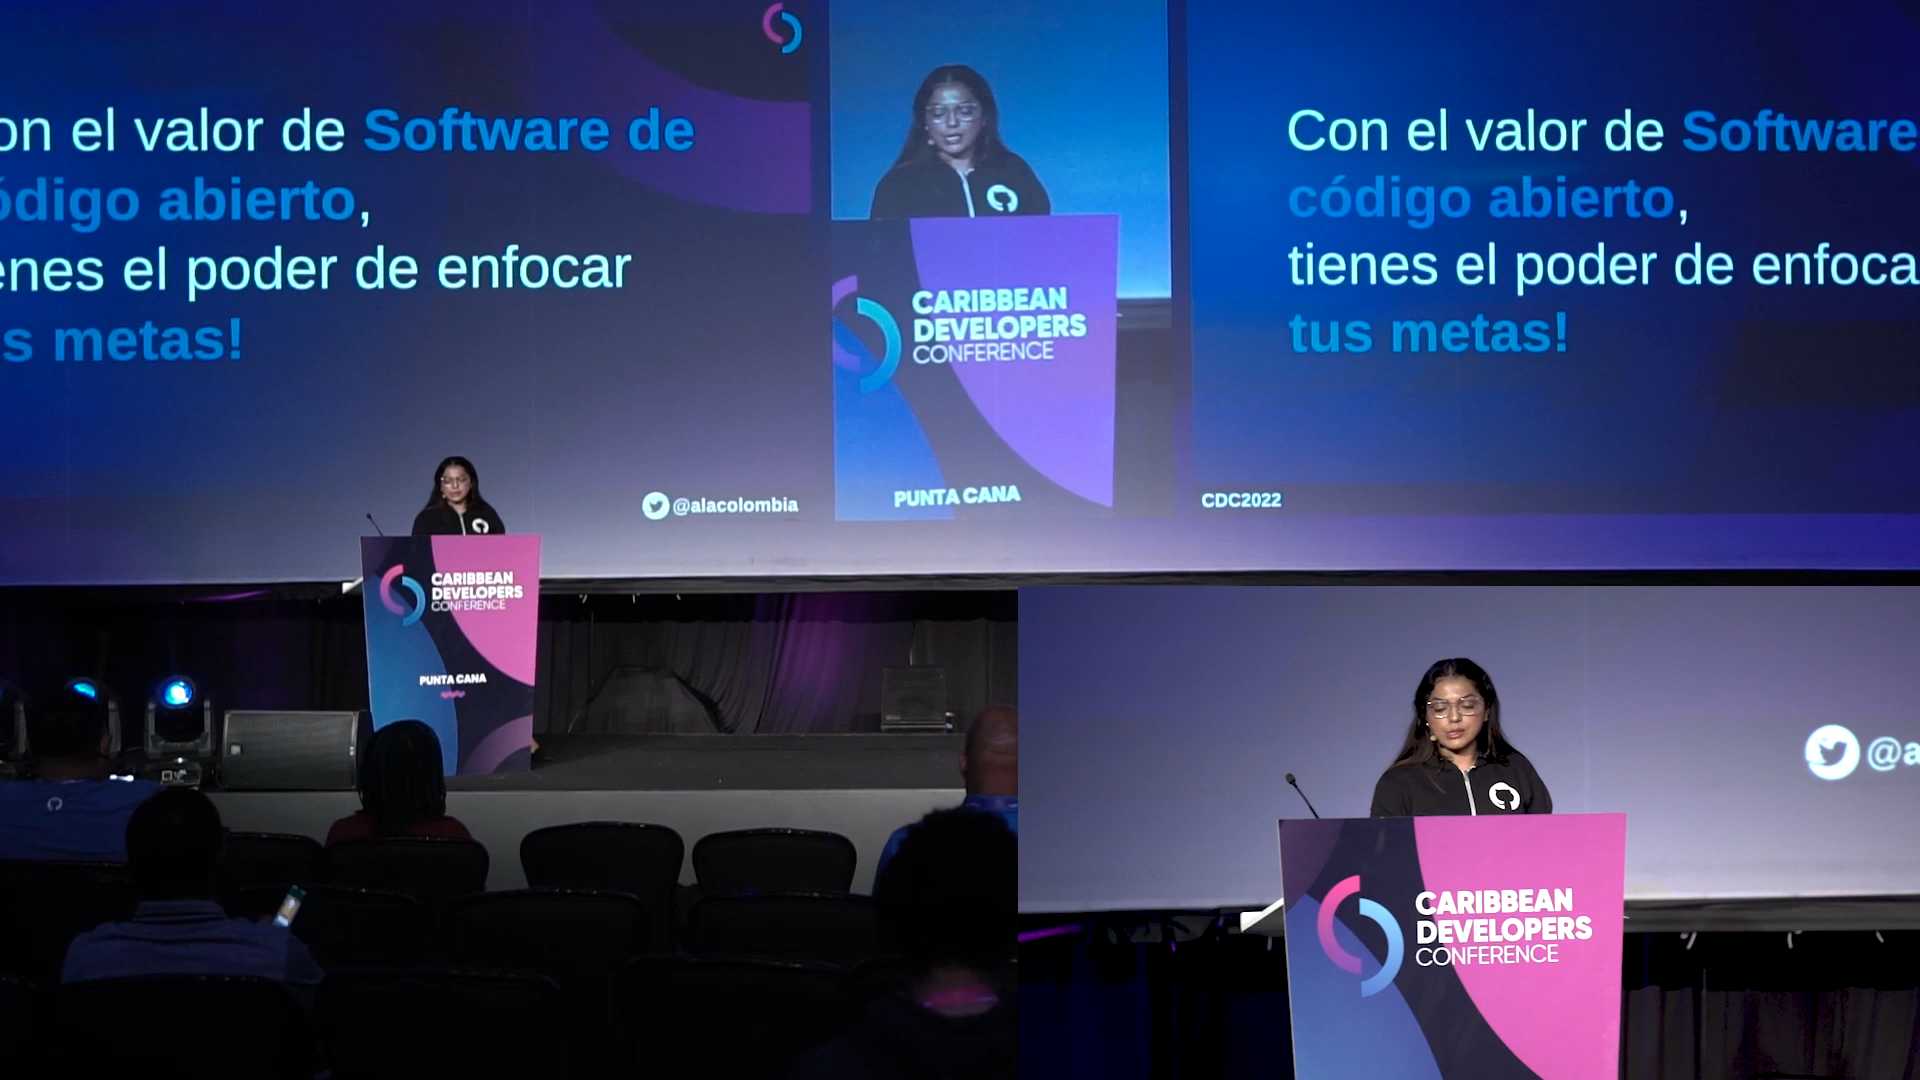 on el valor de Software de
ódigo abierto,
enes el poder de enfocar
s metas!
@alacolombia
CARIBBEAN
DEVELOPERS
CONFERENCE
PUNTA CANA
Con el valor de Software
código abierto,
tienes el poder de enfoca
tus metas!
CDC2022
CARIBBEAN
DEVELOPERS
CONFERENCE
PUNTA CANA
@a
CARIBBEAN
DEVELOPERS
CONFERENCE